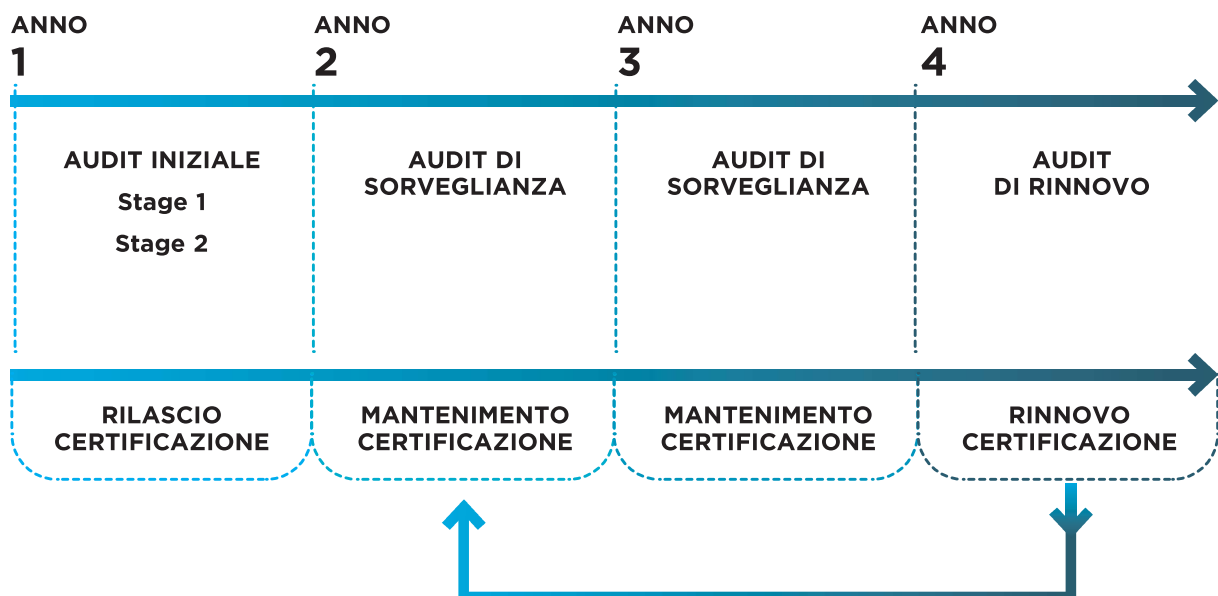 ANNO
1
ANNO
2
ANNO
3
ANNO
4
AUDIT INIZIALE
Stage 1
Stage 2
AUDIT DI
SORVEGLIANZA
AUDIT DI
SORVEGLIANZA
AUDIT
DI RINNOVO
RILASCIO
CERTIFICAZIONE
MANTENIMENTO
CERTIFICAZIONE
MANTENIMENTO
CERTIFICAZIONE
RINNOVO
CERTIFICAZIONE